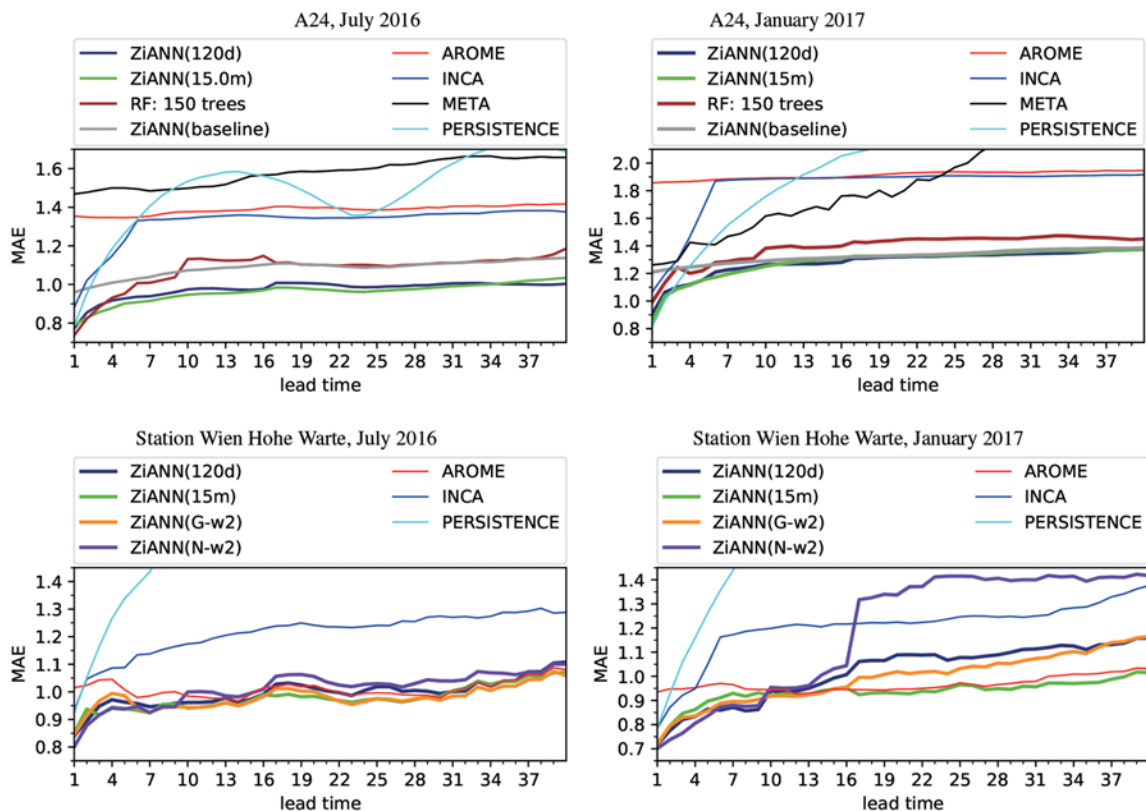 A24, July 2016
ZiANN(120d)
ZiANN(15.0m)
RF: 150 trees
ZiANN(baseline)
AROME
INCA
META
PERSISTENCE
MAE
1.6
1.4
1.2
1.0
0.8
1 4 7 10 13 16 19 22 25 28 31 34 37
lead time
A24, January 2017
ZiANN(120d)
ZiANN(15m)
RF: 150 trees
ZiANN(baseline)
AROME
INCA
META
PERSISTENCE
MAE
2.0
1.8
1.6
1.4
1.2
1.0
0.8
1 4 7 10 13 16 19 22 25 28 31 34 37
lead time
Station Wien Hohe Warte, July 2016
ZiANN(120d)
ZiANN(15m)
ZiANN(G-w2)
ZiANN(N-w2)
AROME
INCA
PERSISTENCE
MAE
1.4
1.3
1.2
1.1
1.0
0.9
0.8
1 4 7 10 13 16 19 22 25 28 31 34 37
lead time
Station Wien Hohe Warte, January 2017
ZiANN(120d)
ZiANN(15m)
ZiANN(G-w2)
ZiANN(N-w2)
AROME
INCA
PERSISTENCE
MAE
1.4
1.3
1.2
1.1
1.0
0.9
0.8
0.7
1 4 7 10 13 16 19 22 25 28 31 34 37
lead time